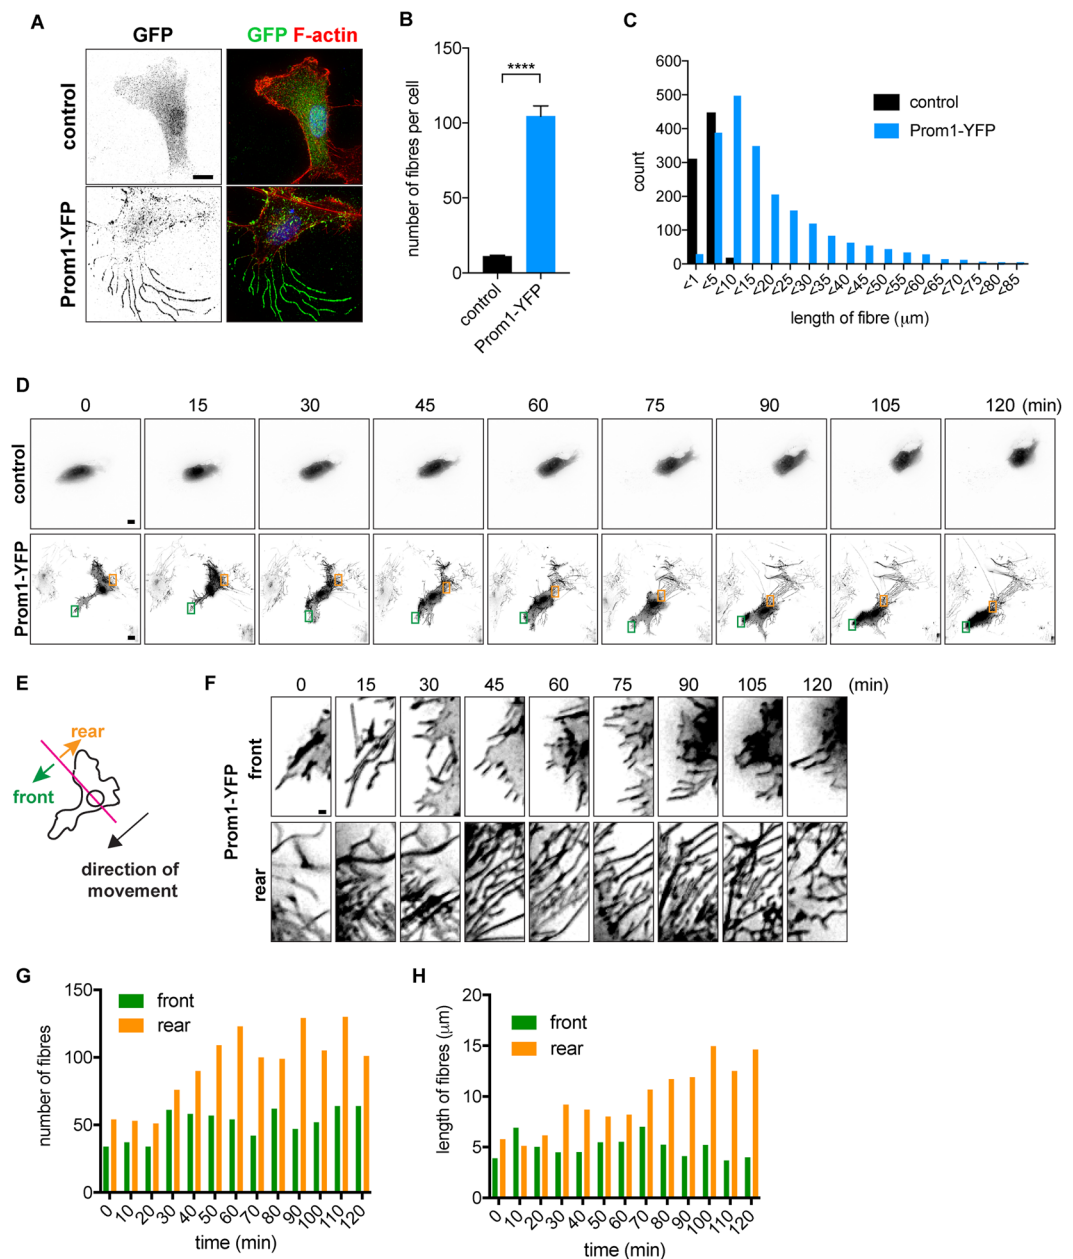 A
GFP
GFP F-actin
control
Prom1-YFP
B
150
100
50
0
number of fibres per cell
****
control
Prom1-YFP
C
600
500
400
300
200
100
0
count
control
Prom1-YFP
<1
<5
<10
<15
<20
<25
<30
<35
<40
<45
<50
<55
<60
<65
<70
<75
<80
<85
length of fibre (μm)
D
0 15 30 45 60 75 90 105 120 (min)
control
Prom1-YFP
E
rear
front
direction of
movement
F
0 15 30 45 60 75 90 105 120 (min)
Prom1-YFP
front
rear
G
150
100
50
0
number of fibres
front
rear
0 10 20 30 40 50 60 70 80 90 100 110 120
time (min)
H
20
15
10
5
0
length of fibres (μm)
front
rear
0 10 20 30 40 50 60 70 80 90 100 110 120
time (min)